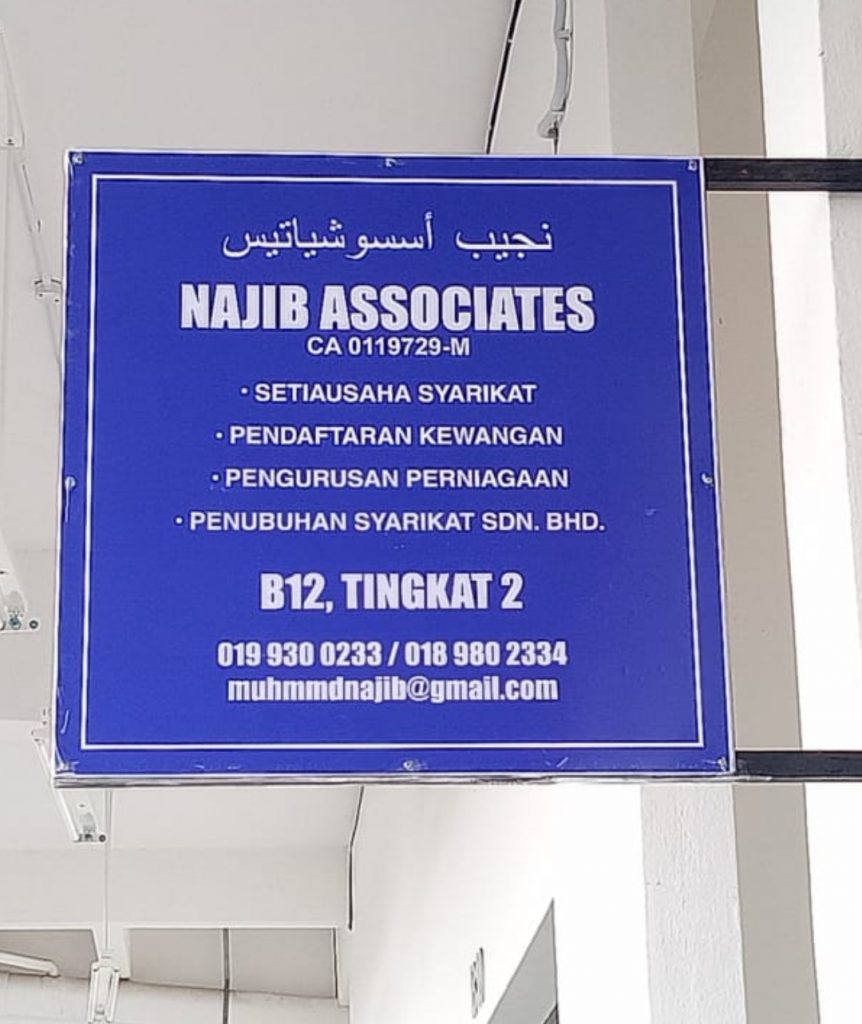 نجيب أسسوشياتيس
NAJIB ASSOCIATES
CA 0119729-M
• SETIAUSAHA SYARIKAT
• PENDAFTARAN KEWANGAN
• PENGURUSAN PERNIAGAAN
• PENUBUHAN SYARIKAT SDN. BHD.
B12, TINGKAT 2
019 930 0233 / 018 980 2334
muhmmdnajib@gmail.com